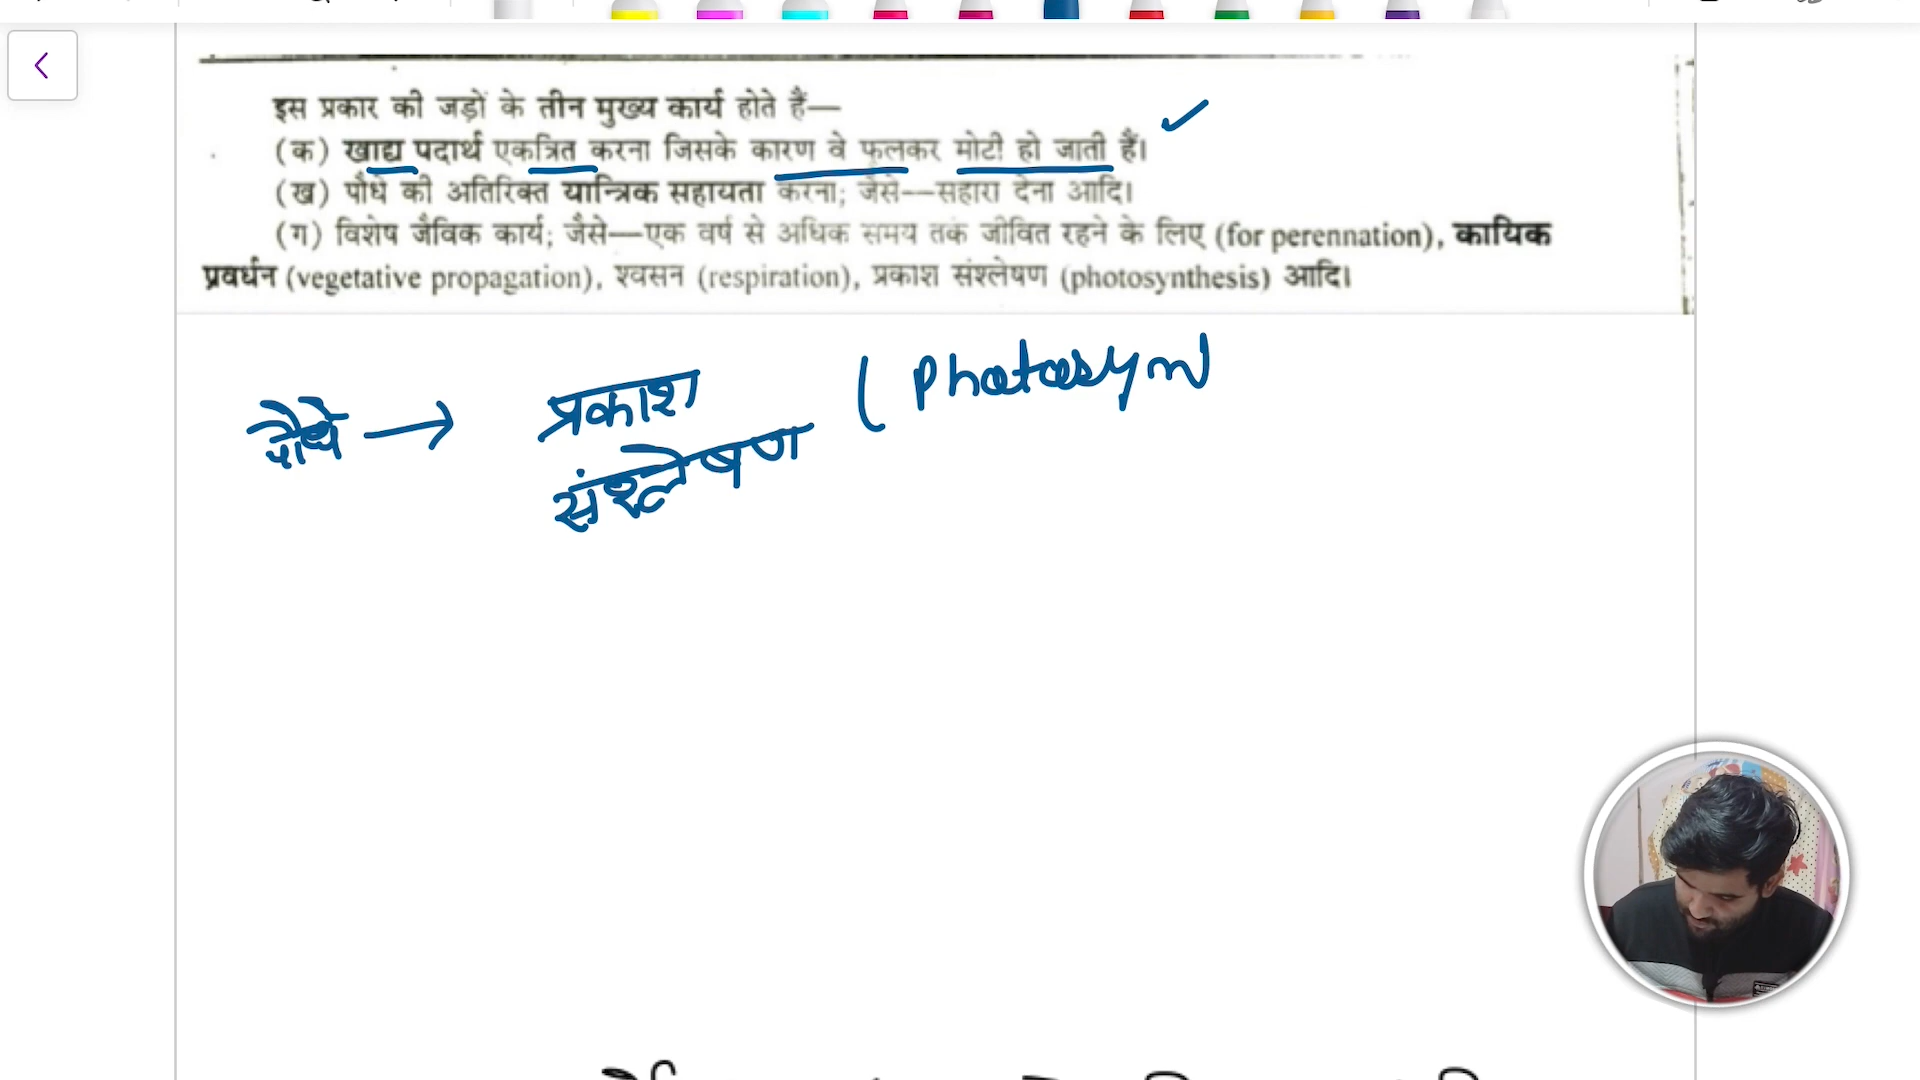 इस प्रकार की जड़ों के तीन मुख्य कार्य होते हैं—
(क) खाद्य पदार्थ एकत्रित करना जिसके कारण वे फूलकर मोटी हो जाती हैं।
(ख) पौधे की अतिरिक्त यान्त्रिक सहायता करना; जैसे—सहारा देना आदि।
(ग) विशेष जैविक कार्य; जैसे—एक वर्ष से अधिक समय तक जीवित रहने के लिए (for perennation), कायिक
प्रवर्धन (vegetative propagation), श्वसन (respiration), प्रकाश संश्लेषण (photosynthesis) आदि।
पौधे → प्रकाश (Photosyn
संश्लेषण